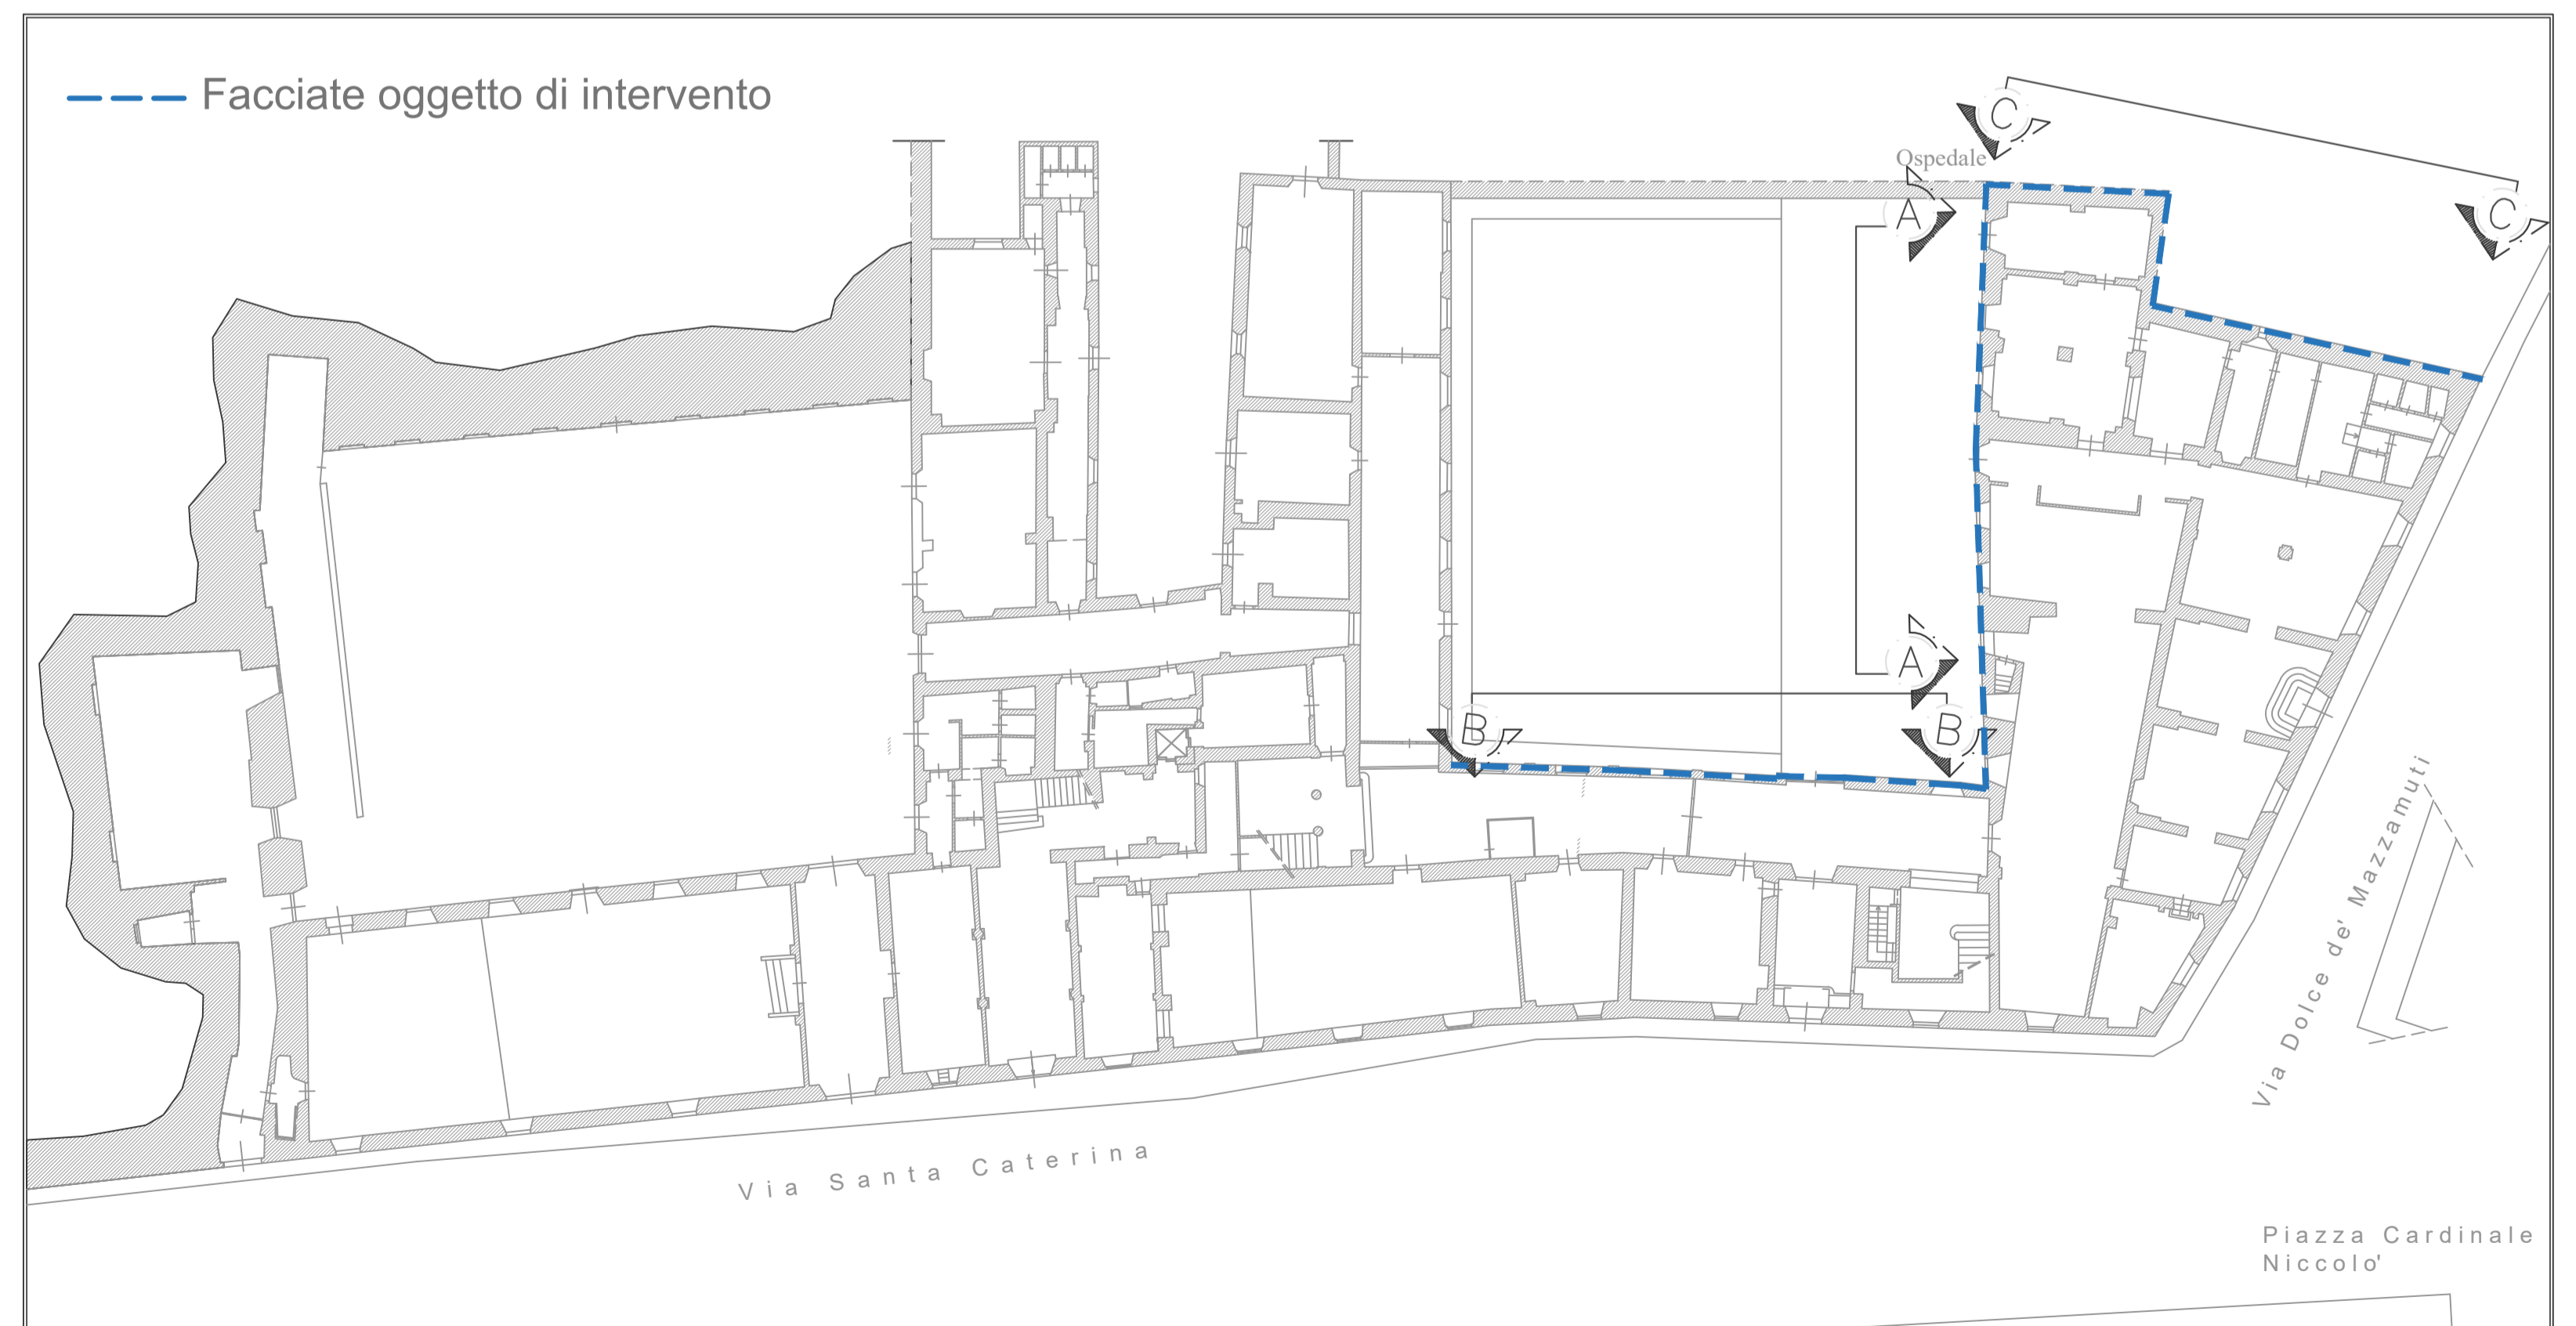 Facciate oggetto di intervento
C
Ospedale
A
C
A
B
B
Via Dolce de' Mazzamuti
Via Santa Caterina
Piazza Cardinale
Niccolo'